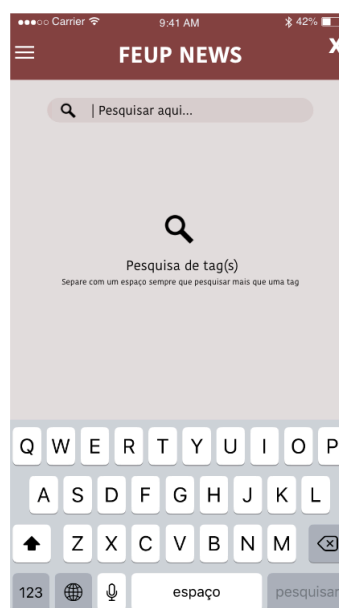 Carrier 9:41 AM 42%
FEUP NEWS X
| Pesquisar aqui...
Pesquisa de tag(s)
Separe com um espaço sempre que pesquisar mais que uma tag
Q W E R T Y U I O P
A S D F G H J K L
Z X C V B N M
123 espaço pesquisar